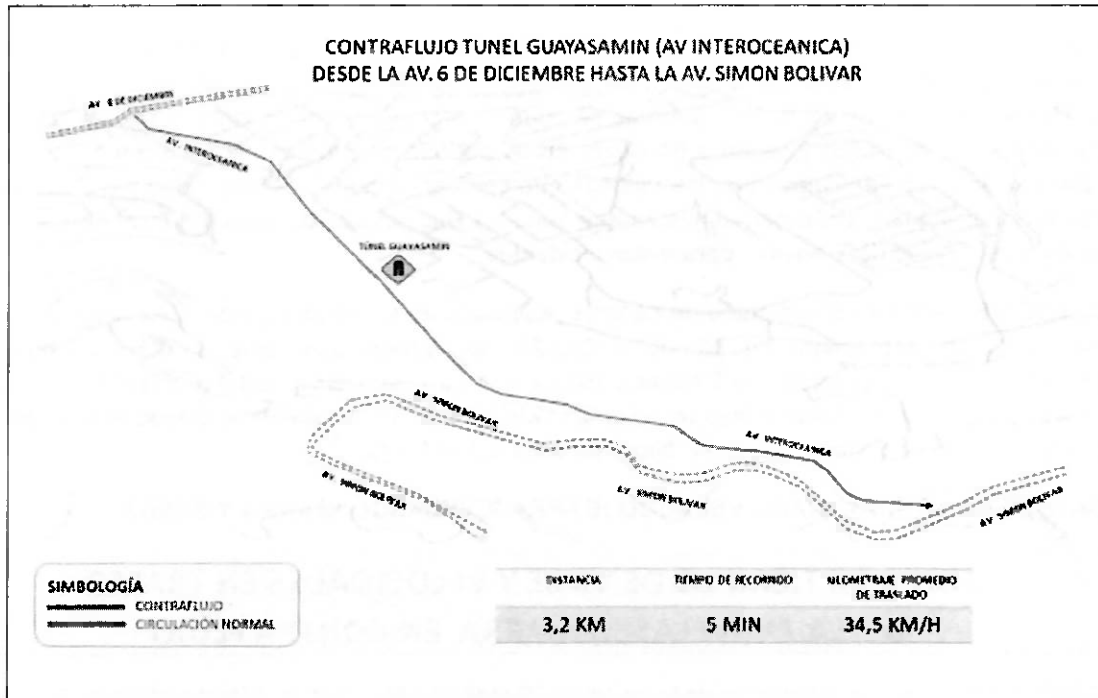 CONTRAFLUJO TUNEL GUAYASAMIN (AV INTEROCEANICA)
DESDE LA AV. 6 DE DICIEMBRE HASTA LA AV. SIMON BOLIVAR
AV. 6 DE DICIEMBRE
AV. INTEROCEANICA
TÚNEL GUAYASAMIN
AV. SIMON BOLIVAR
AV. INTEROCEANICA
AV. SIMON BOLIVAR
AV. SIMON BOLIVAR
AV. SIMON BOLIVAR
SIMBOLOGÍA
CONTRAFLUJO
CIRCULACIÓN NORMAL
DISTANCIA TIEMPO DE RECORRIDO KILOMETRAJE PROMEDIO
DE TRASLADO
3,2 KM 5 MIN 34,5 KM/H